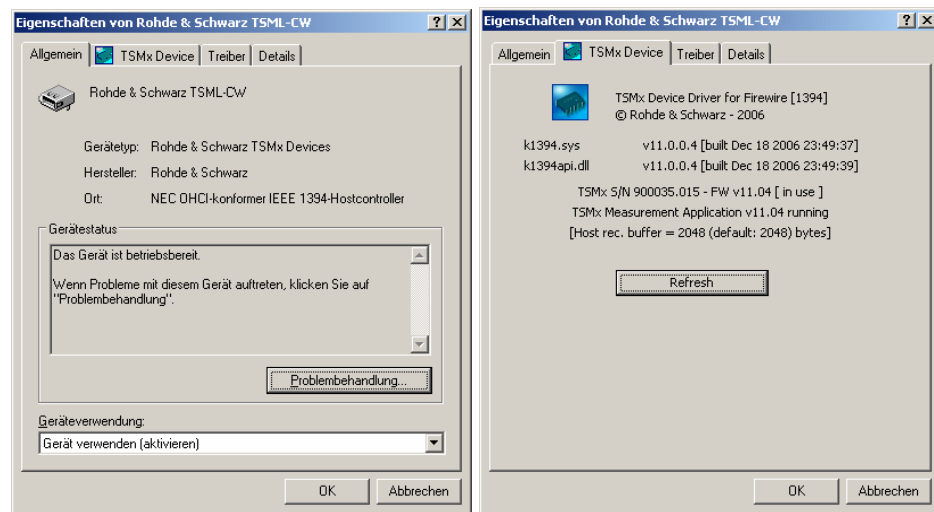 Eigenschaften von Rohde & Schwarz TSML-CW
Allgemein TSMx Device Treiber Details
Rohde & Schwarz TSML-CW
Gerätetyp: Rohde & Schwarz TSMx Devices
Hersteller: Rohde & Schwarz
Ort: NEC OHCI-konformer IEEE 1394-Hostcontroller
Gerätestatus
Das Gerät ist betriebsbereit.
Wenn Probleme mit diesem Gerät auftreten, klicken Sie auf
"Problembehandlung".
Problembehandlung...
Geräteverwendung:
Gerät verwenden (aktivieren)
OK Abbrechen
Eigenschaften von Rohde & Schwarz TSML-CW
Allgemein TSMx Device Treiber Details
TSMx Device Driver for Firewire [1394]
© Rohde & Schwarz - 2006
k1394.sys v11.0.0.4 [built Dec 18 2006 23:49:37]
k1394api.dll v11.0.0.4 [built Dec 18 2006 23:49:39]
TSMx S/N 900035.015 - FW v11.04 [ in use ]
TSMx Measurement Application v11.04 running
[Host rec. buffer = 2048 (default: 2048) bytes]
Refresh
OK Abbrechen